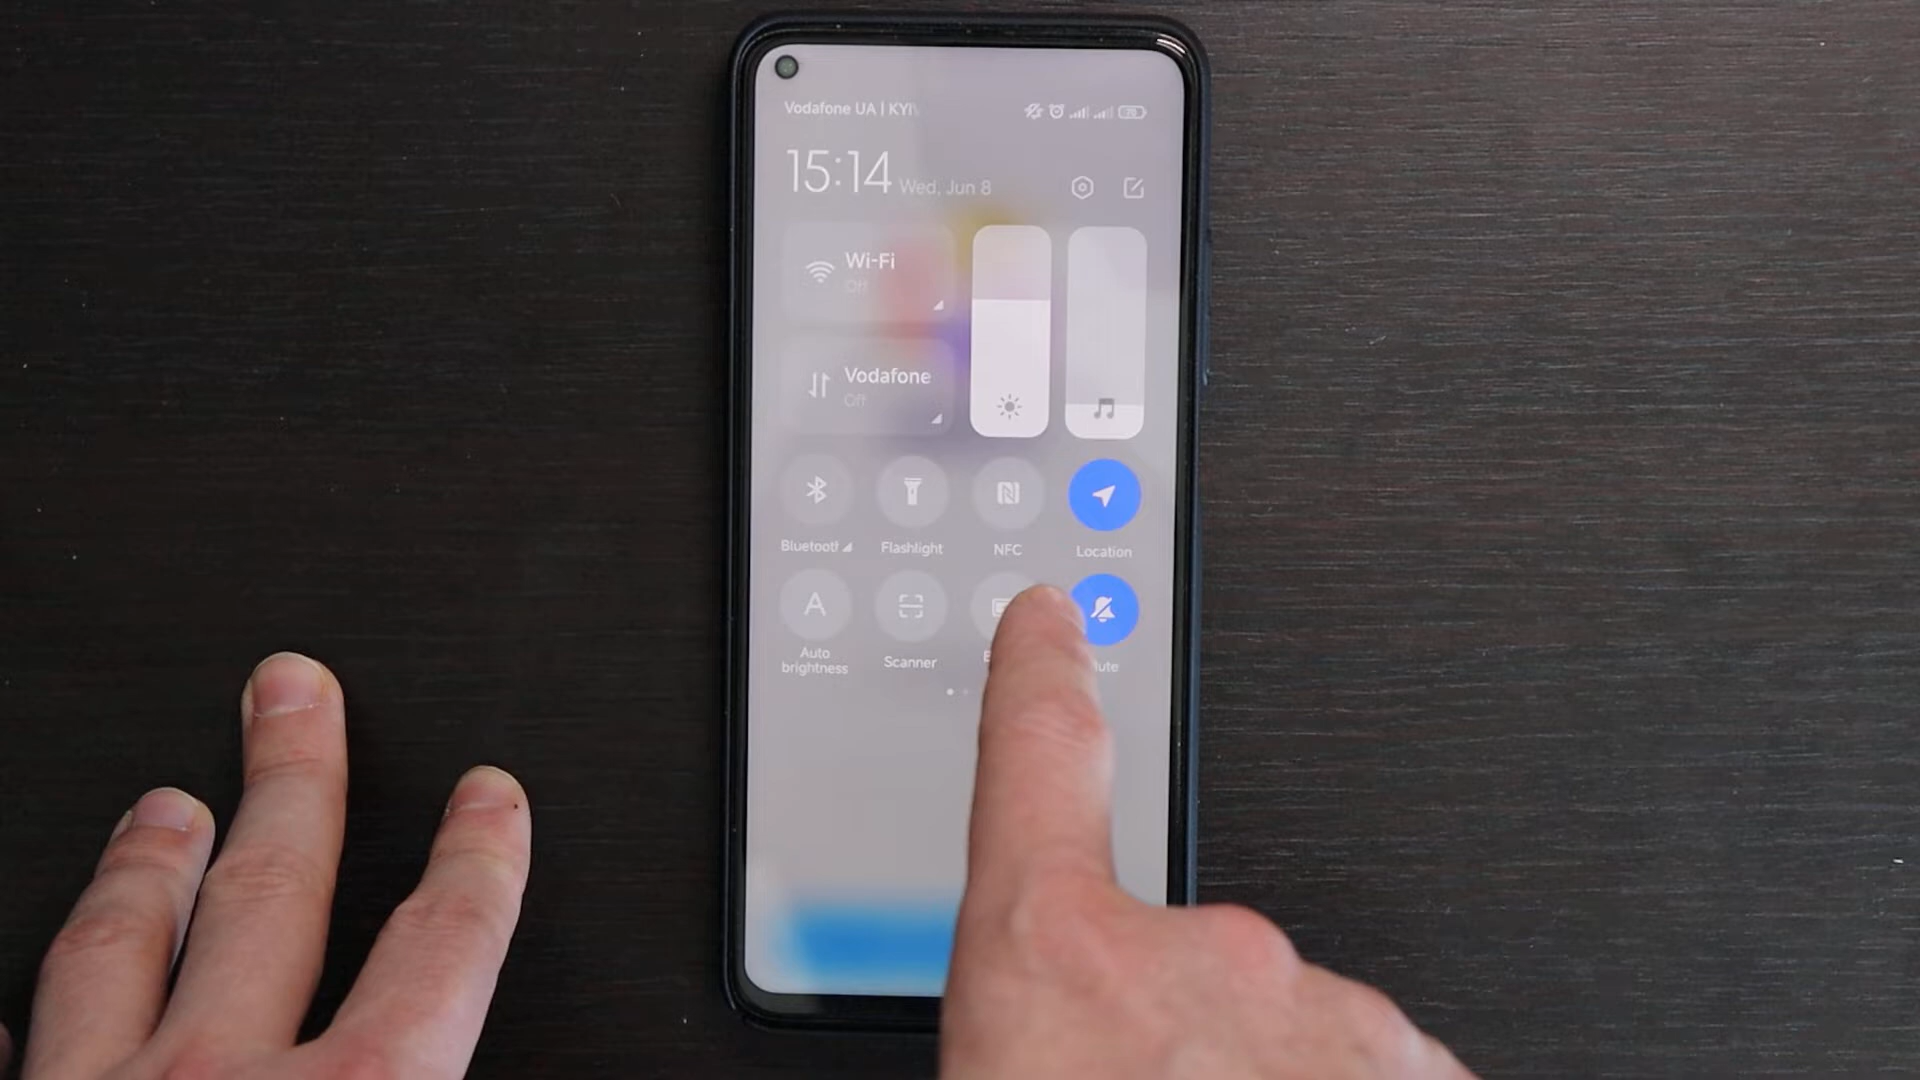 Vodafone UA | KYIV
15:14 Wed, Jun 8
Wi-Fi
Off
Vodafone
Off
Bluetooth Flashlight NFC Location
Auto brightness
Scanner
Mute